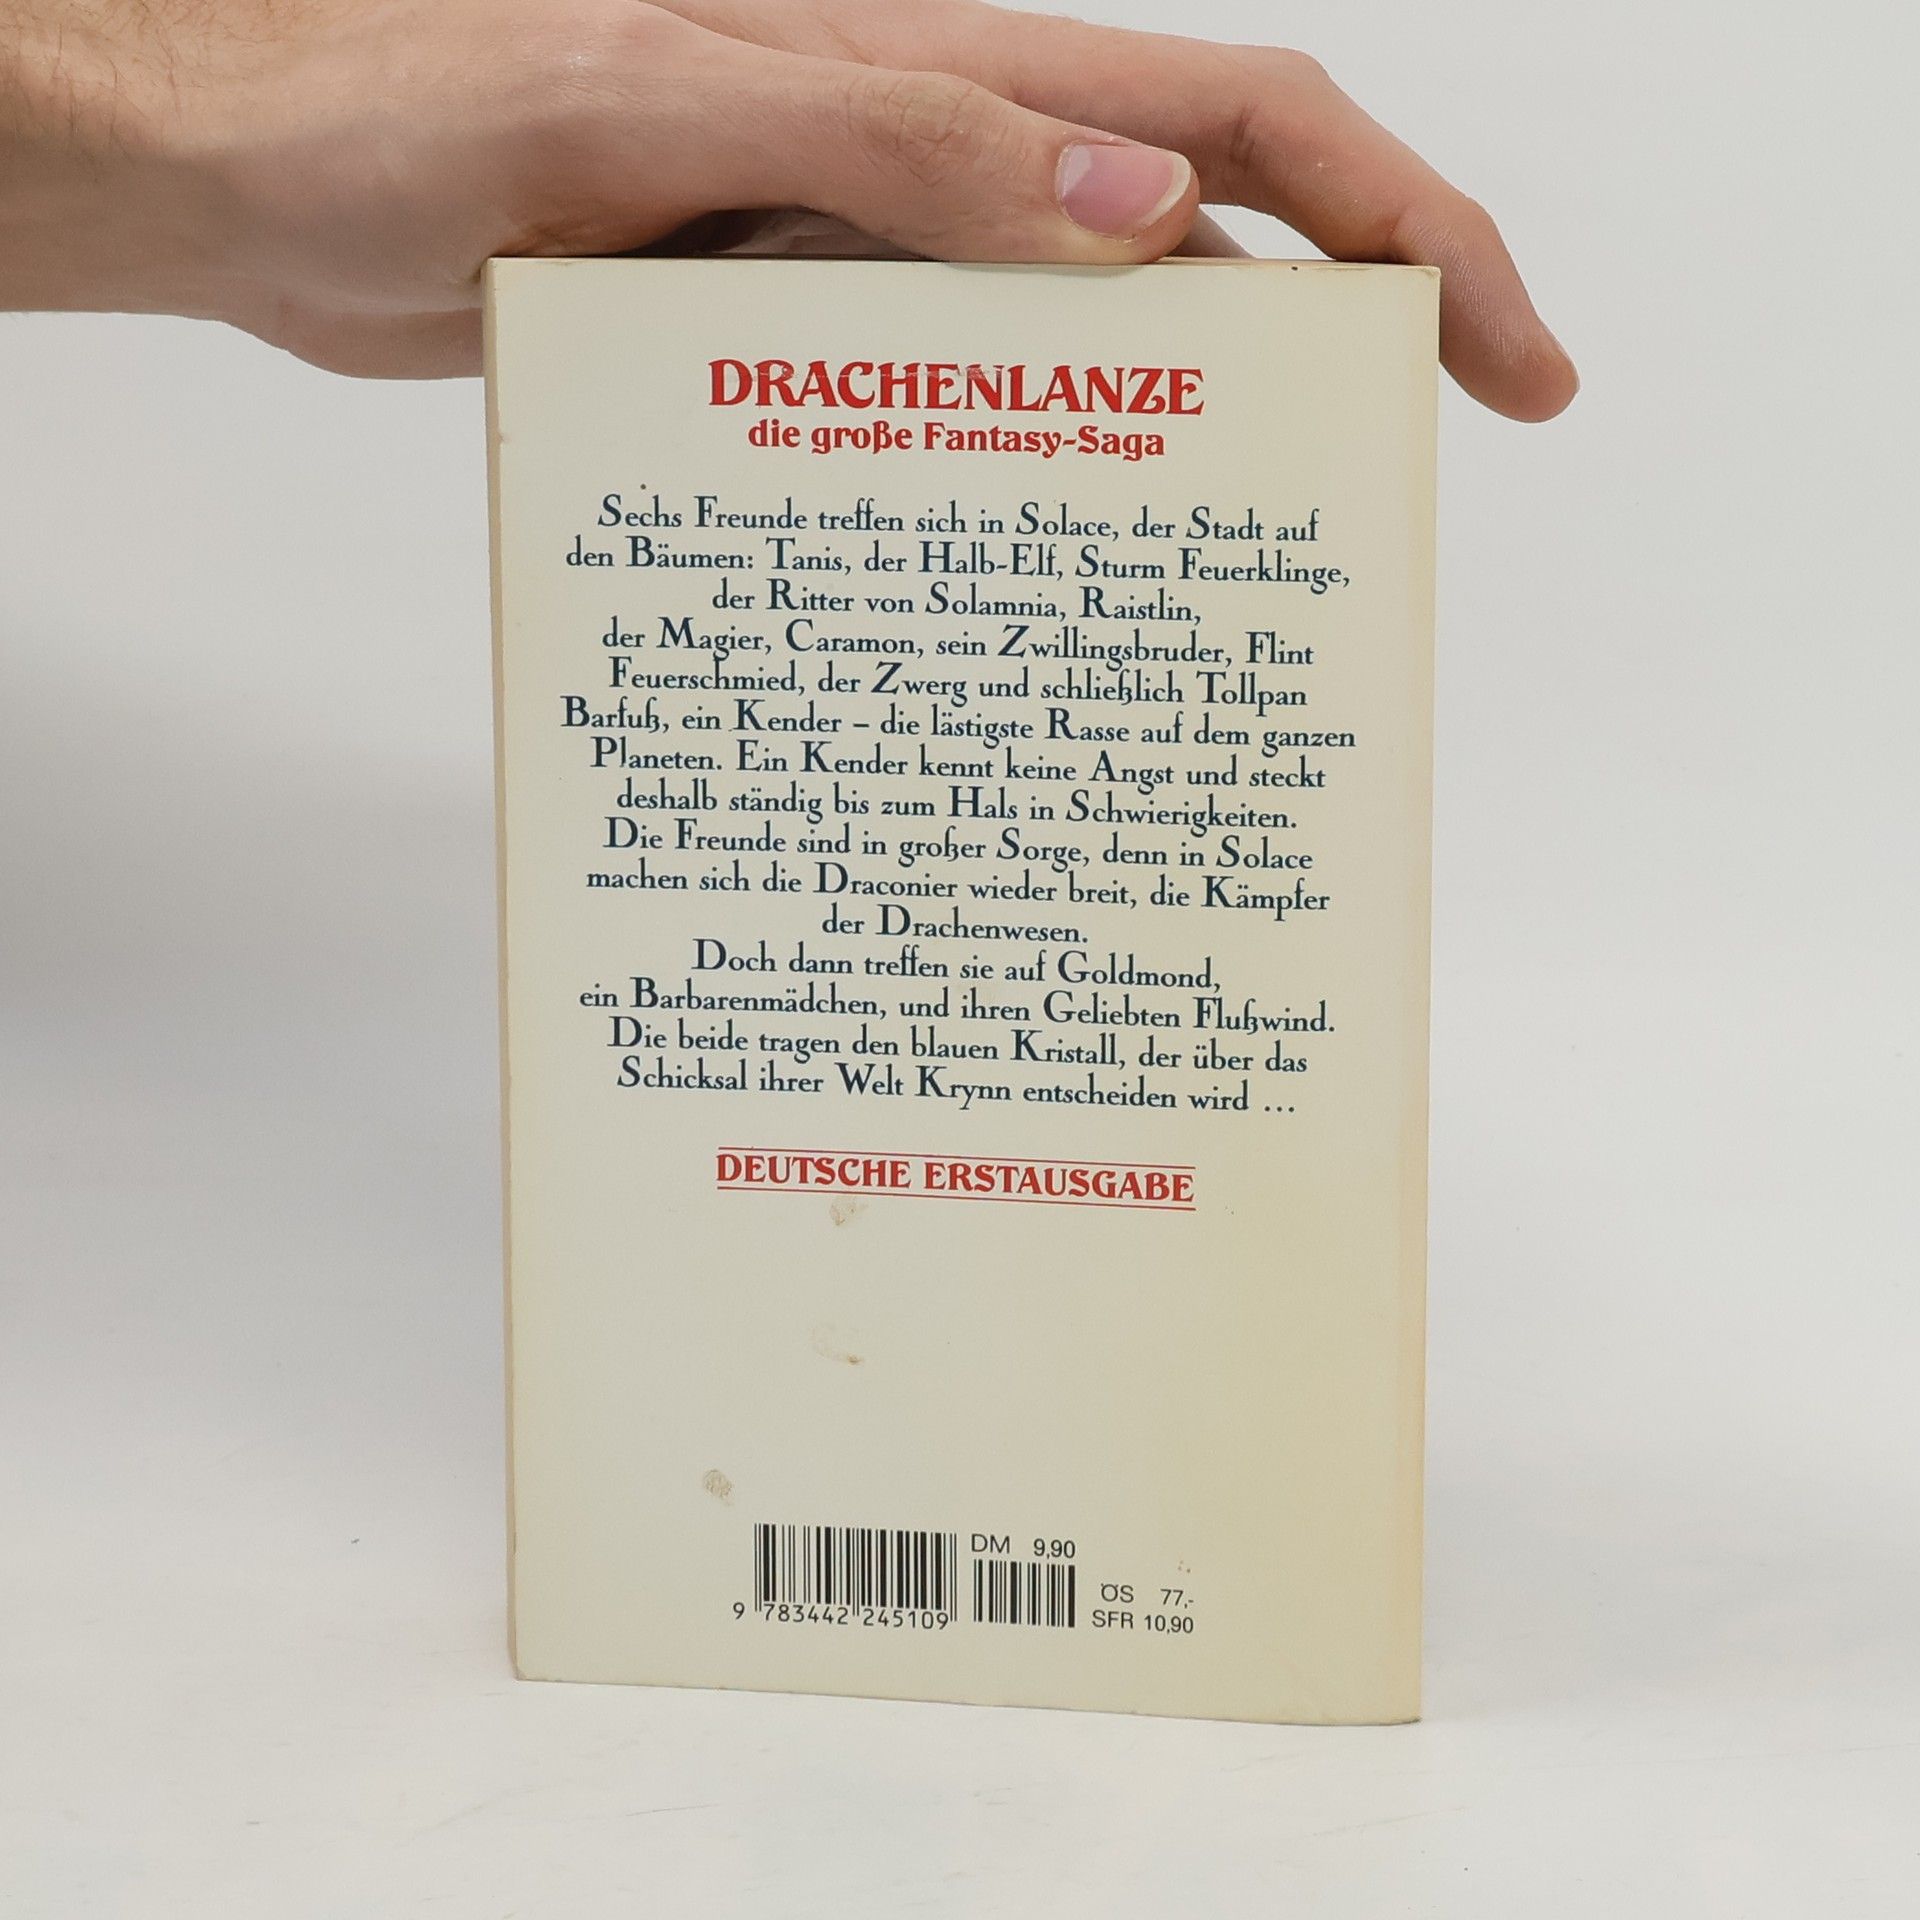 DRACHENLANZE
die große Fantasy-Saga
Sechs Freunde treffen sich in Solace, der Stadt auf
den Bäumen: Tanis, der Halb-Elf, Sturm Feuerklinge,
der Ritter von Solamnia, Raistlin,
der Magier, Caramon, sein Zwillingsbruder, Flint
Feuerschmied, der Zwerg und schließlich Tollpan
Barfuß, ein Kender – die lästigste Rasse auf dem ganzen
Planeten. Ein Kender kennt keine Angst und steckt
deshalb ständig bis zum Hals in Schwierigkeiten.
Die Freunde sind in großer Sorge, denn in Solace
machen sich die Draconier wieder breit, die Kämpfer
der Drachenwesen.
Doch dann treffen sie auf Goldmond,
ein Barbarenmädchen, und ihren Geliebten Flußwind.
Die beide tragen den blauen Kristall, der über das
Schicksal ihrer Welt Krynn entscheiden wird ...
DEUTSCHE ERSTAUSGABE
DM 9,90
ÖS 77,-
SFR 10,90
9 783442 245109